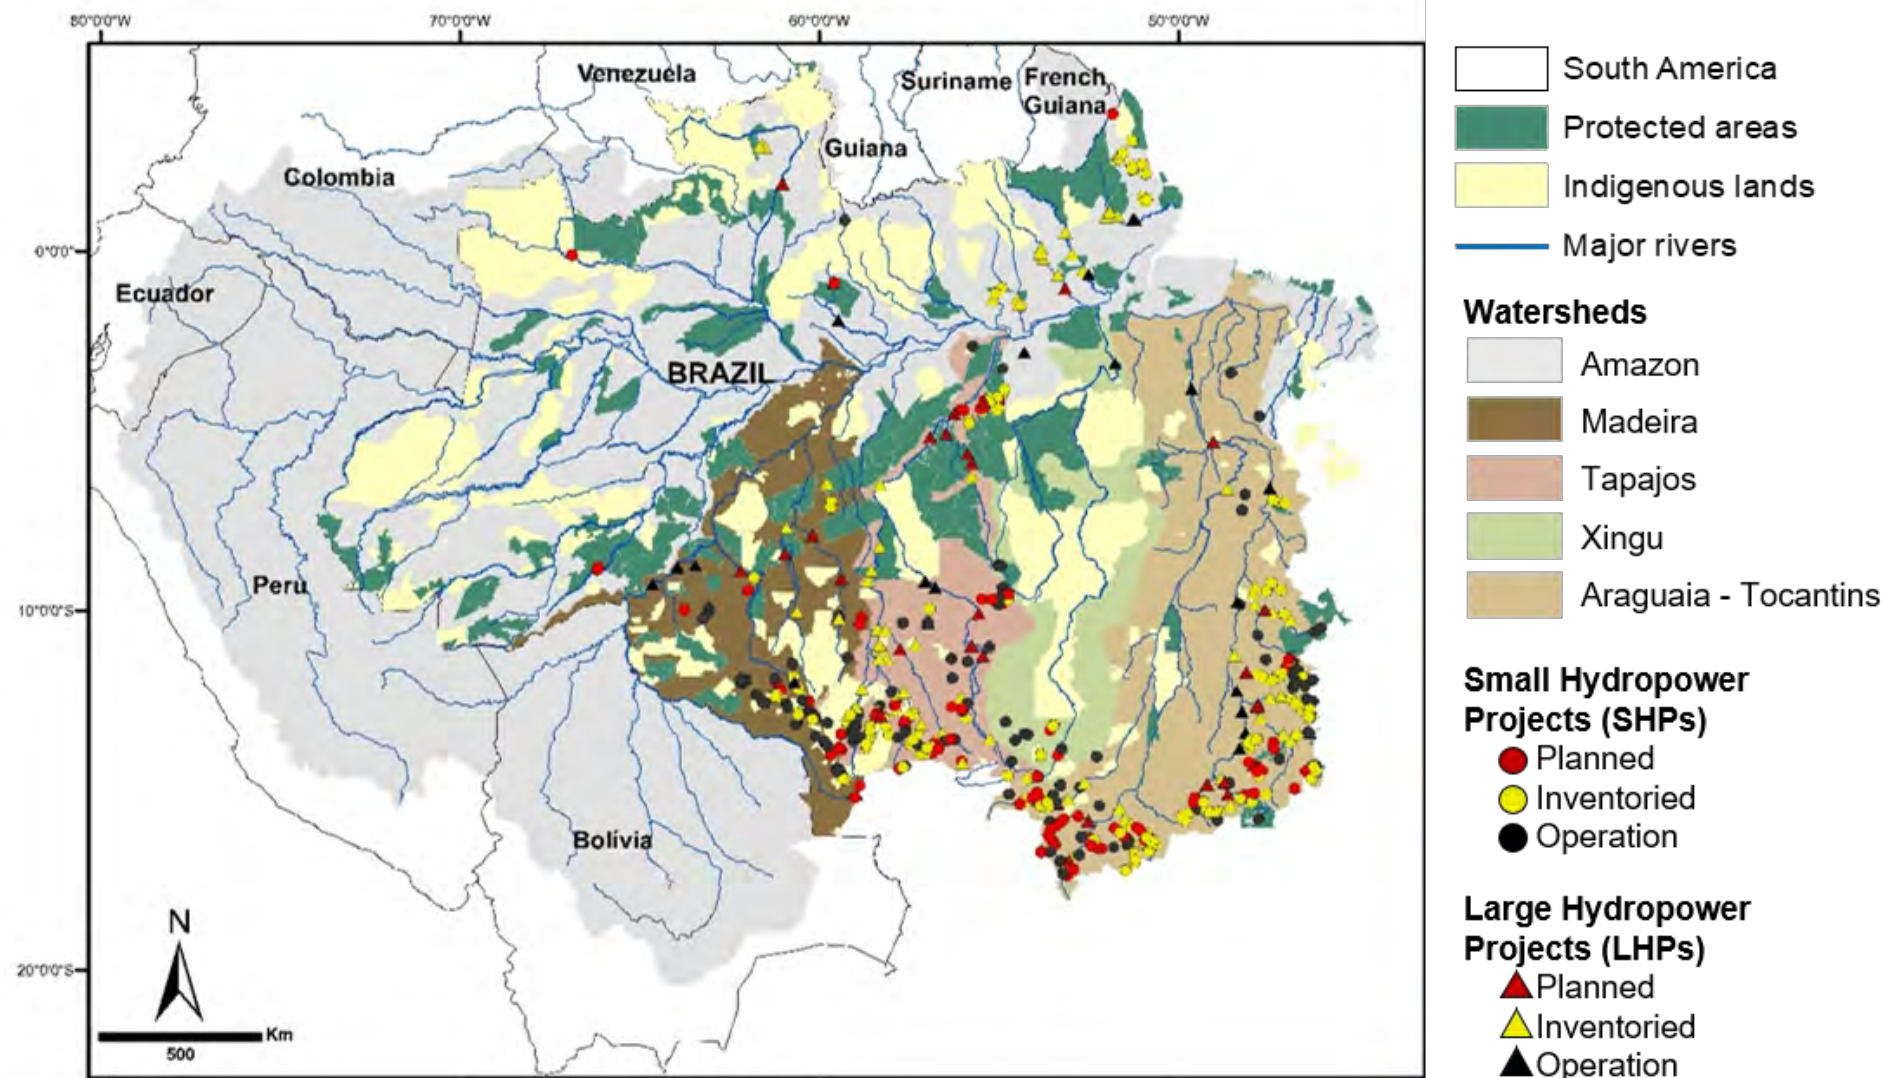 80°0'0"W
70°0'0"W
60°0'0"W
50°0'0"W
0°0'0"
10°0'0"S
20°0'0"S
Venezuela
Suriname
French
Guiana
Guiana
Colombia
Ecuador
BRAZIL
Peru
Bolívia
N
Km
500
South America
Protected areas
Indigenous lands
Major rivers
Watersheds
Amazon
Madeira
Tapajos
Xingu
Araguaia - Tocantins
Small Hydropower
Projects (SHPs)
Planned
Inventoried
Operation
Large Hydropower
Projects (LHPs)
Planned
Inventoried
Operation